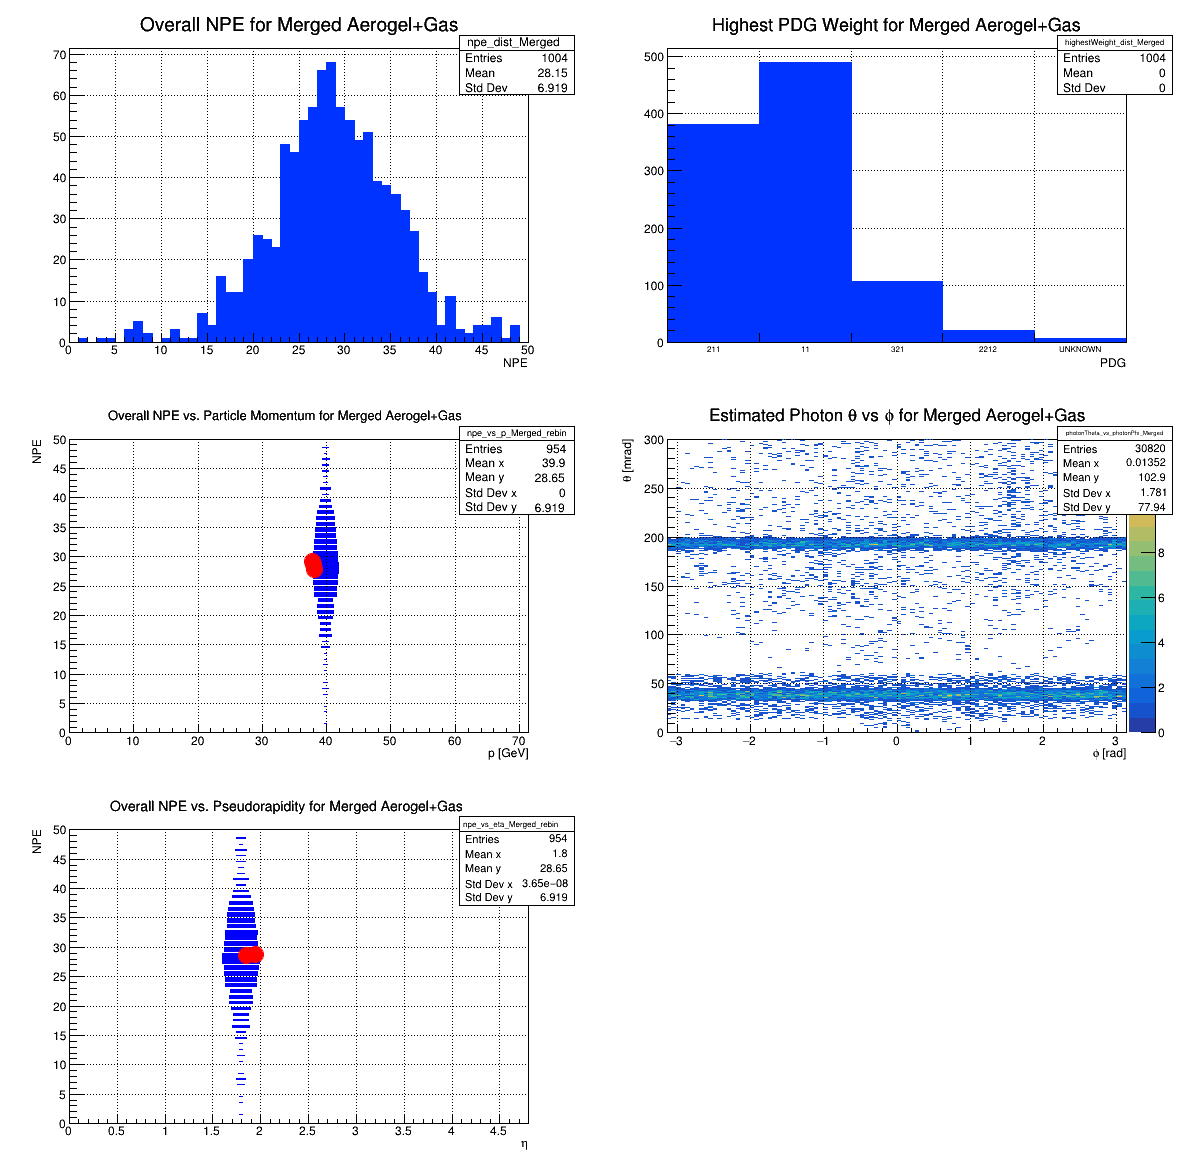 Overall NPE for Merged Aerogel+Gas
npe_dist_Merged
Entries 1004
Mean 28.15
Std Dev 6.919
70
60
50
40
30
20
10
0
0 5 10 15 20 25 30 35 40 45 50
NPE
Highest PDG Weight for Merged Aerogel+Gas
highestWeight_dist_Merged
Entries 1004
Mean 0
Std Dev 0
500
400
300
200
100
0
211 11 321 2212 UNKNOWN
PDG
Overall NPE vs. Particle Momentum for Merged Aerogel+Gas
npe_vs_p_Merged_rebin
Entries 954
Mean x 39.9
Mean y 28.65
Std Dev x 0
Std Dev y 6.919
NPE
50
45
40
35
30
25
20
15
10
5
0
0 10 20 30 40 50 60 70
p [GeV]
Estimated Photon θ vs ϕ for Merged Aerogel+Gas
photonTheta_vs_photonPhi_Merged
Entries 30820
Mean x 0.01352
Mean y 102.9
Std Dev x 1.781
Std Dev y 77.94
θ [mrad]
300
250
200
150
100
50
0
−3 −2 −1 0 1 2 3
ϕ [rad]
8
6
4
2
0
Overall NPE vs. Pseudorapidity for Merged Aerogel+Gas
npe_vs_eta_Merged_rebin
Entries 954
Mean x 1.8
Mean y 28.65
Std Dev x 3.65e−08
Std Dev y 6.919
NPE
50
45
40
35
30
25
20
15
10
5
0
0 0.5 1 1.5 2 2.5 3 3.5 4 4.5
η